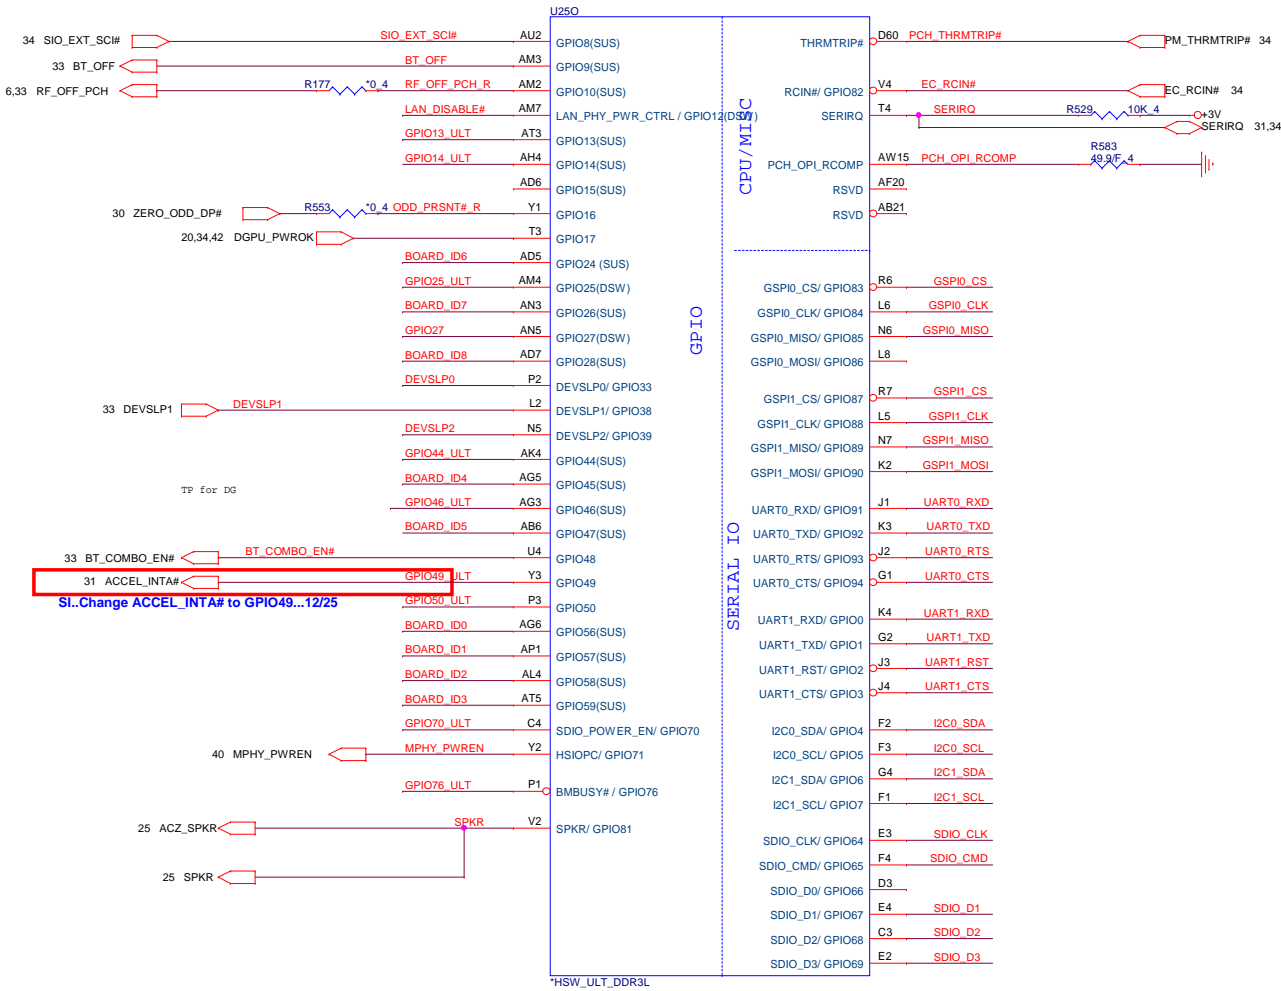 U25O
34 SIO_EXT_SCI# SIO_EXT_SCI# AU2 GPIO8(SUS)
33 BT_OFF BT_OFF AM3 GPIO9(SUS)
6,33 RF_OFF_PCH R177 *0_4 RF_OFF_PCH_R AM2 GPIO10(SUS)
LAN_DISABLE# AM7 LAN_PHY_PWR_CTRL / GPIO12(DSW)
GPIO13_ULT AT3 GPIO13(SUS)
GPIO14_ULT AH4 GPIO14(SUS)
AD6 GPIO15(SUS)
30 ZERO_ODD_DP# R553 *0_4 ODD_PRSNT#_R Y1 GPIO16
20,34,42 DGPU_PWROK T3 GPIO17
BOARD_ID6 AD5 GPIO24 (SUS)
GPIO25_ULT AM4 GPIO25(DSW)
BOARD_ID7 AN3 GPIO26(SUS)
GPIO27 AN5 GPIO27(DSW)
BOARD_ID8 AD7 GPIO28(SUS)
DEVSLP0 P2 DEVSLP0/ GPIO33
33 DEVSLP1 DEVSLP1 L2 DEVSLP1/ GPIO38
DEVSLP2 N5 DEVSLP2/ GPIO39
GPIO44_ULT AK4 GPIO44(SUS)
BOARD_ID4 AG5 GPIO45(SUS)
TP for DG
GPIO46_ULT AG3 GPIO46(SUS)
BOARD_ID5 AB6 GPIO47(SUS)
33 BT_COMBO_EN# BT_COMBO_EN# U4 GPIO48
31 ACCEL_INTA# GPIO49_ULT Y3 GPIO49
SI..Change ACCEL_INTA# to GPIO49...12/25
GPIO50_ULT P3 GPIO50
BOARD_ID0 AG6 GPIO56(SUS)
BOARD_ID1 AP1 GPIO57(SUS)
BOARD_ID2 AL4 GPIO58(SUS)
BOARD_ID3 AT5 GPIO59(SUS)
GPIO70_ULT C4 SDIO_POWER_EN/ GPIO70
40 MPHY_PWREN MPHY_PWREN Y2 HSIOPC/ GPIO71
GPIO76_ULT P1 BMBUSY# / GPIO76
25 ACZ_SPKR SPKR V2 SPKR/ GPIO81
25 SPKR
GPIO
CPU/MISC
SERIAL IO
THRMTRIP# D60 PCH_THRMTRIP# PM_THRMTRIP# 34
RCIN#/ GPIO82 V4 EC_RCIN# EC_RCIN# 34
SERIRQ T4 SERIRQ R529 10K_4 +3V
SERIRQ 31,34
PCH_OPI_RCOMP AW15 PCH_OPI_RCOMP R583 49.9/F_4
RSVD AF20
RSVD AB21
GSPI0_CS/ GPIO83 R6 GSPI0_CS
GSPI0_CLK/ GPIO84 L6 GSPI0_CLK
GSPI0_MISO/ GPIO85 N6 GSPI0_MISO
GSPI0_MOSI/ GPIO86 L8
GSPI1_CS/ GPIO87 R7 GSPI1_CS
GSPI1_CLK/ GPIO88 L5 GSPI1_CLK
GSPI1_MISO/ GPIO89 N7 GSPI1_MISO
GSPI1_MOSI/ GPIO90 K2 GSPI1_MOSI
UART0_RXD/ GPIO91 J1 UART0_RXD
UART0_TXD/ GPIO92 K3 UART0_TXD
UART0_RTS/ GPIO93 J2 UART0_RTS
UART0_CTS/ GPIO94 G1 UART0_CTS
UART1_RXD/ GPIO0 K4 UART1_RXD
UART1_TXD/ GPIO1 G2 UART1_TXD
UART1_RST/ GPIO2 J3 UART1_RST
UART1_CTS/ GPIO3 J4 UART1_CTS
I2C0_SDA/ GPIO4 F2 I2C0_SDA
I2C0_SCL/ GPIO5 F3 I2C0_SCL
I2C1_SDA/ GPIO6 G4 I2C1_SDA
I2C1_SCL/ GPIO7 F1 I2C1_SCL
SDIO_CLK/ GPIO64 E3 SDIO_CLK
SDIO_CMD/ GPIO65 F4 SDIO_CMD
SDIO_D0/ GPIO66 D3
SDIO_D1/ GPIO67 E4 SDIO_D1
SDIO_D2/ GPIO68 C3 SDIO_D2
SDIO_D3/ GPIO69 E2 SDIO_D3
*HSW_ULT_DDR3L